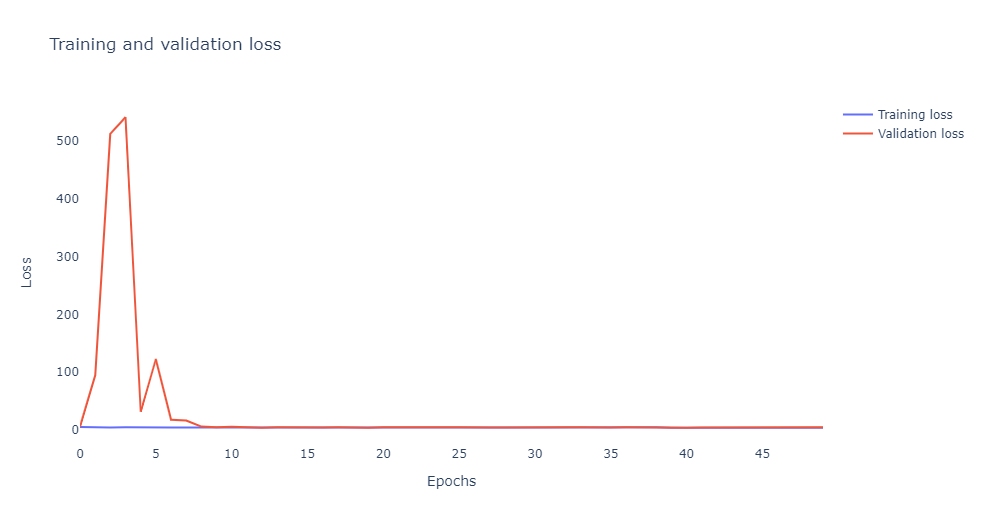 Training and validation loss
Training loss
Validation loss
500
400
300
200
100
0
Loss
0 5 10 15 20 25 30 35 40 45
Epochs